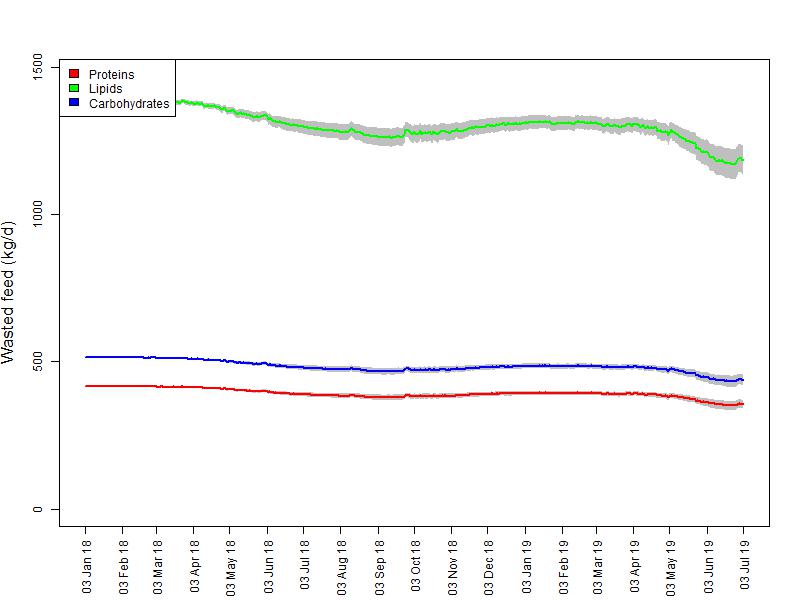 Proteins
Lipids
Carbohydrates
Wasted feed (kg/d)
1500
1000
500
0
03 Jan 18
03 Feb 18
03 Mar 18
03 Apr 18
03 May 18
03 Jun 18
03 Jul 18
03 Aug 18
03 Sep 18
03 Oct 18
03 Nov 18
03 Dec 18
03 Jan 19
03 Feb 19
03 Mar 19
03 Apr 19
03 May 19
03 Jun 19
03 Jul 19